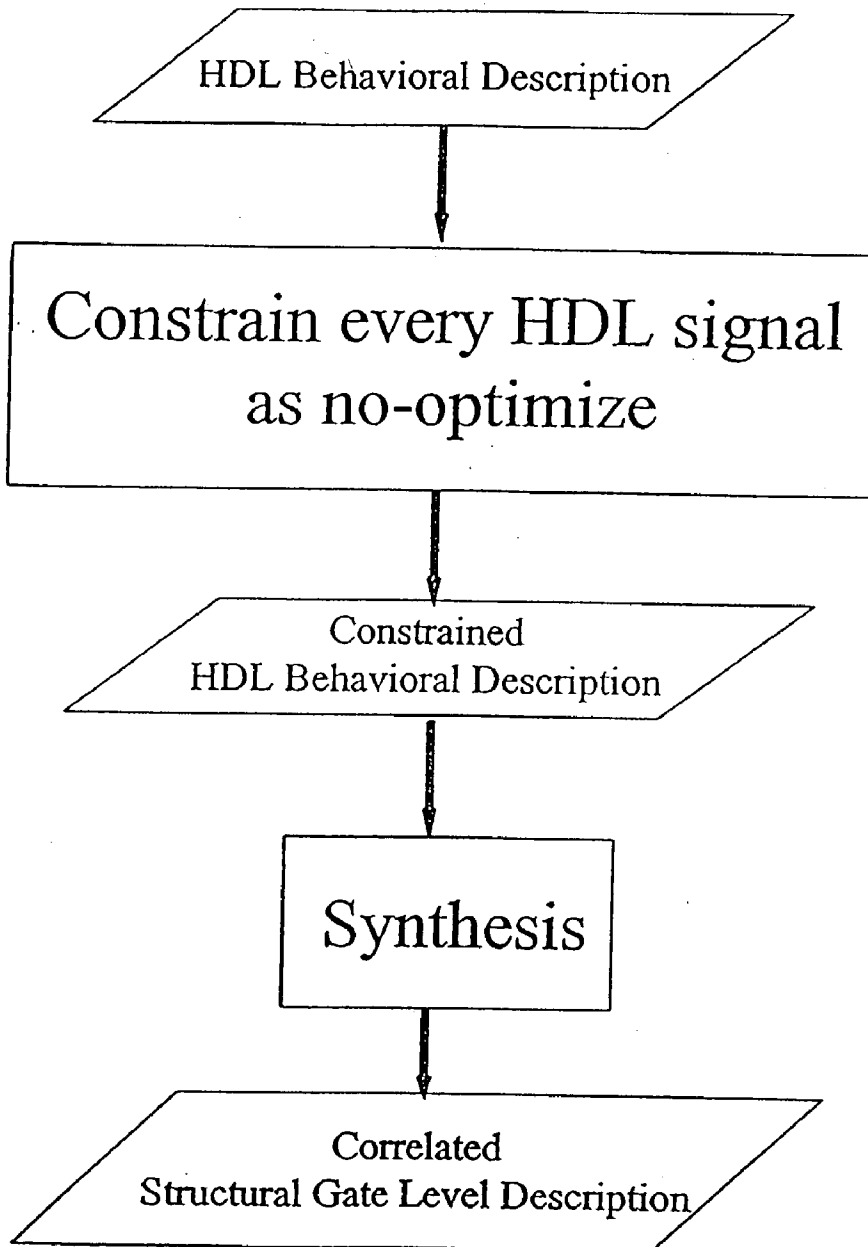 HDL Behavioral Description
Constrain every HDL signal
as no-optimize
Constrained
HDL Behavioral Description
Synthesis
Correlated
Structural Gate Level Description